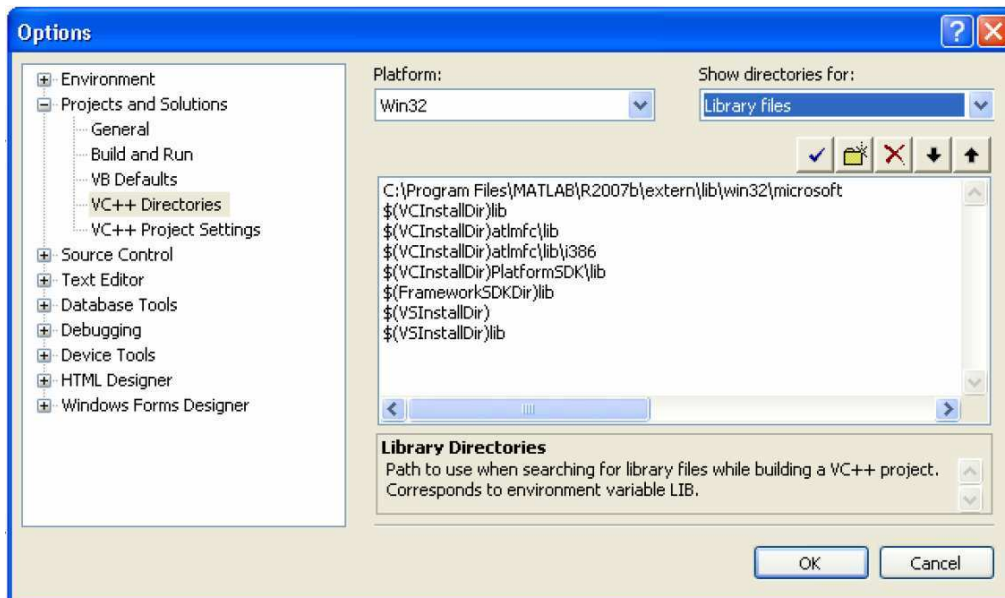 Options
Environment
Projects and Solutions
General
Build and Run
VB Defaults
VC++ Directories
VC++ Project Settings
Source Control
Text Editor
Database Tools
Debugging
Device Tools
HTML Designer
Windows Forms Designer
Platform:
Win32
Show directories for:
Library files
C:\Program Files\MATLAB\R2007b\extern\lib\win32\microsoft
$(VCInstallDir)lib
$(VCInstallDir)atlmfc\lib
$(VCInstallDir)atlmfc\lib\i386
$(VCInstallDir)PlatformSDK\lib
$(FrameworkSDKDir)lib
$(VSInstallDir)
$(VSInstallDir)lib
Library Directories
Path to use when searching for library files while building a VC++ project.
Corresponds to environment variable LIB.
OK
Cancel